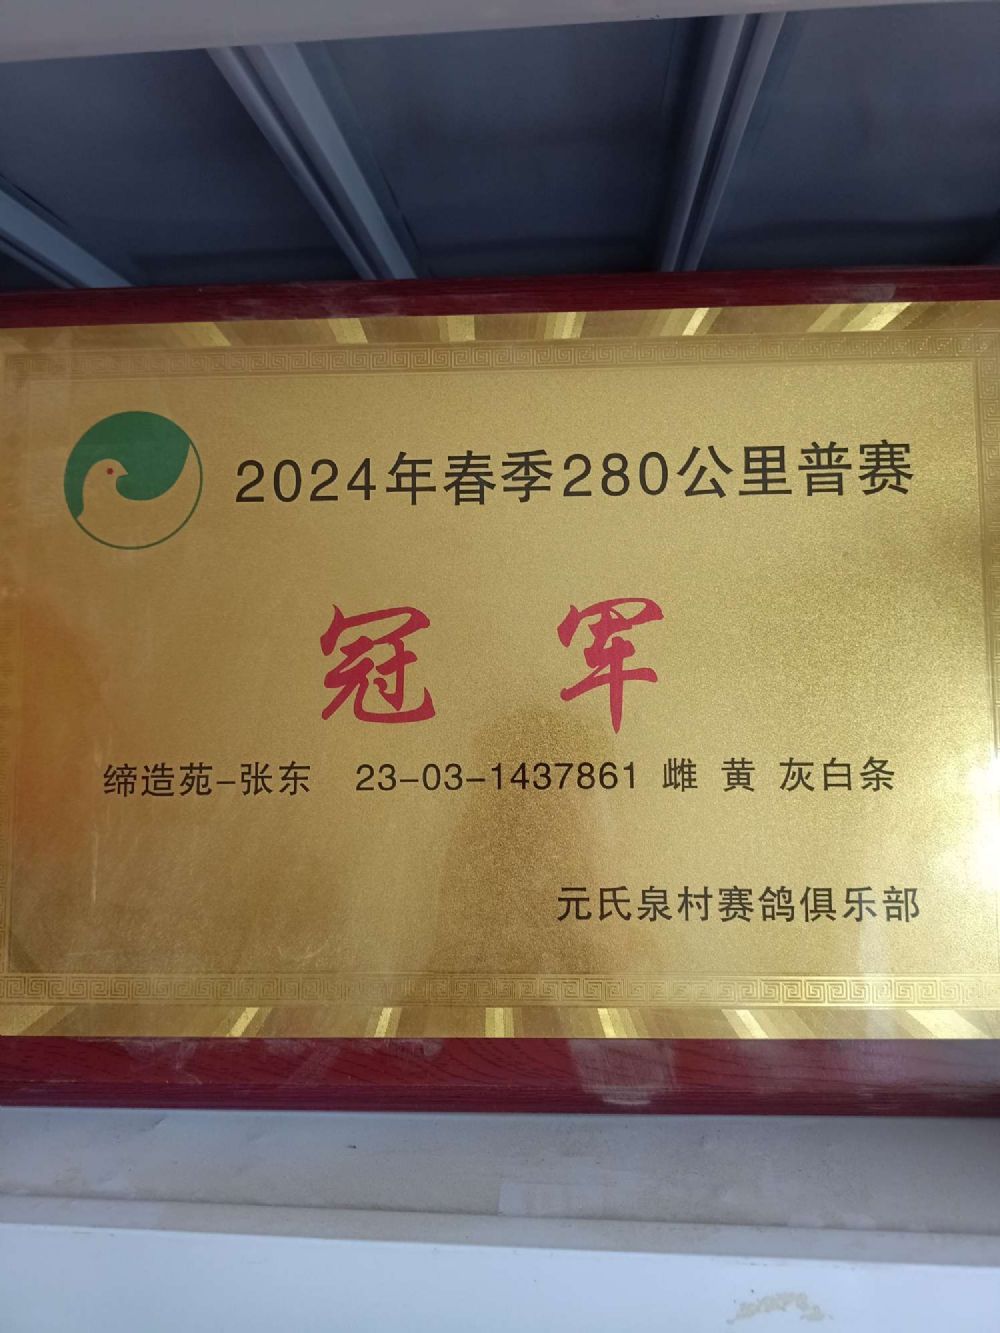 2024年春季280公里普赛
冠 军
缔造苑-张东 23-03-1437861 雌 黄 灰白条
元氏泉村赛鸽俱乐部